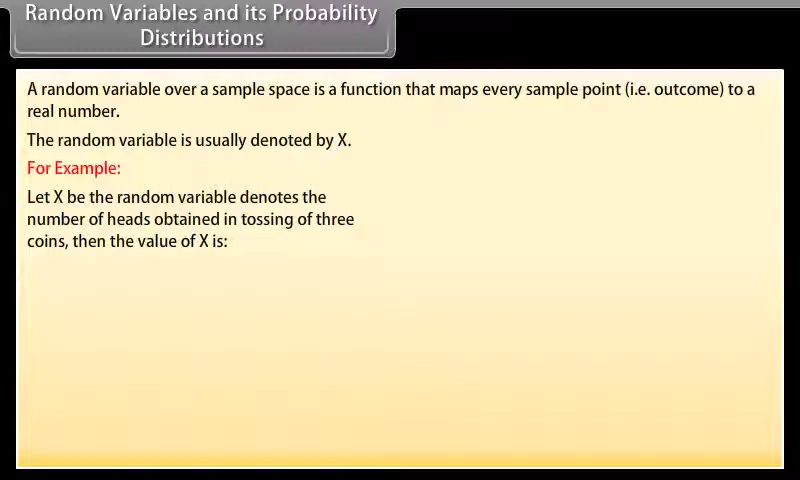 Random Variables and its Probability
Distributions
A random variable over a sample space is a function that maps every sample point (i.e. outcome) to a
real number.
The random variable is usually denoted by X.
For Example:
Let X be the random variable denotes the
number of heads obtained in tossing of three
coins, then the value of X is: